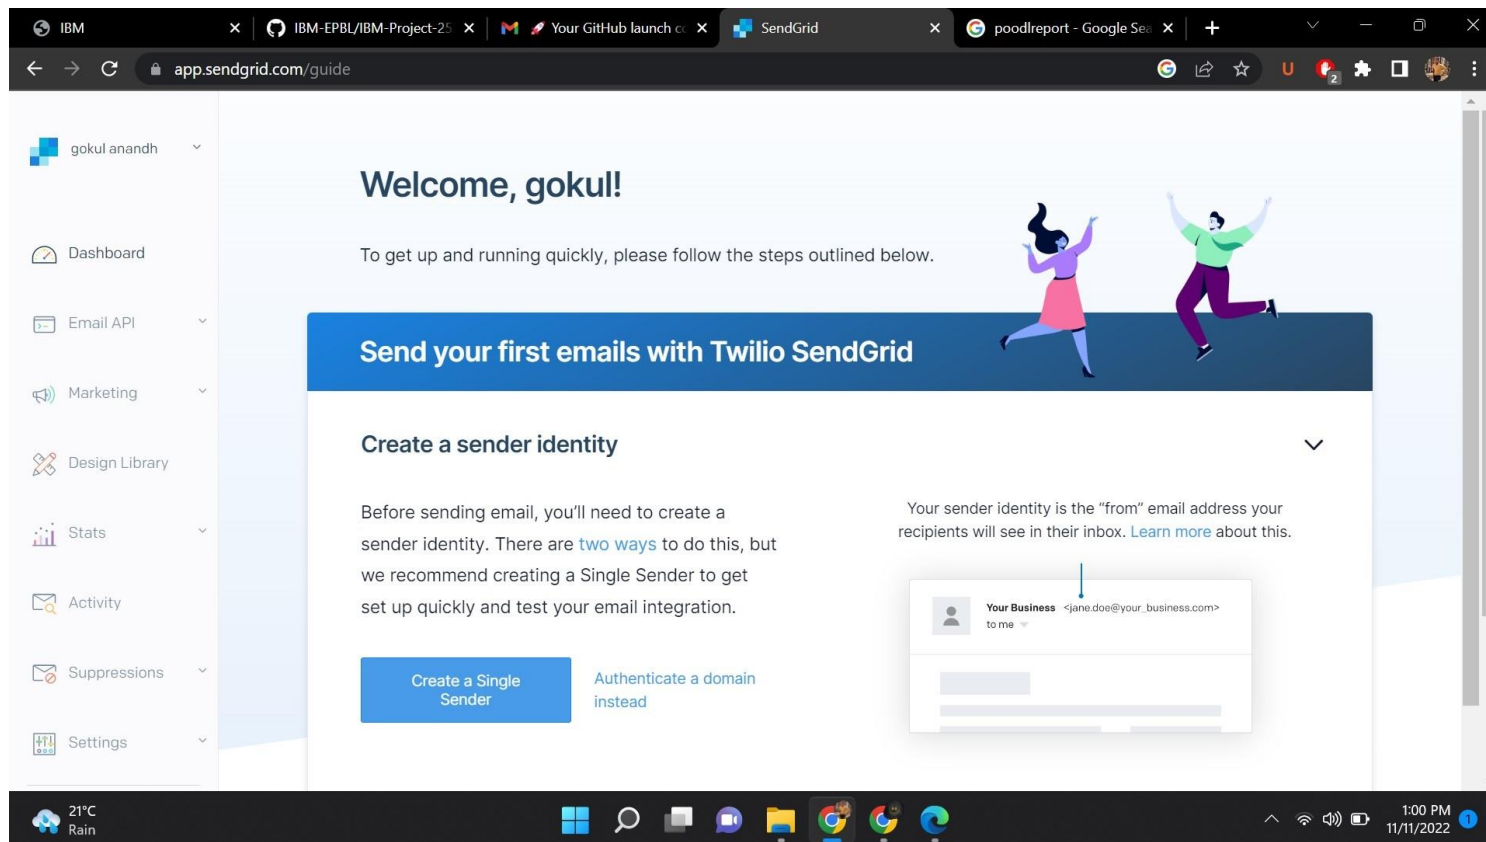 IBM
IBM-EPBL/IBM-Project-25
Your GitHub launch c
SendGrid
poodlreport - Google Sea
app.sendgrid.com/guide
U
2
gokul anandh
Dashboard
Email API
Marketing
Design Library
Stats
Activity
Suppressions
Settings
Welcome, gokul!
To get up and running quickly, please follow the steps outlined below.
Send your first emails with Twilio SendGrid
Create a sender identity
Before sending email, you'll need to create a
sender identity. There are two ways to do this, but
we recommend creating a Single Sender to get
set up quickly and test your email integration.
Create a Single
Sender
Authenticate a domain
instead
Your sender identity is the “from” email address your
recipients will see in their inbox. Learn more about this.
Your Business <jane.doe@your_business.com>
to me
21°C
Rain
1:00 PM
11/11/2022
1